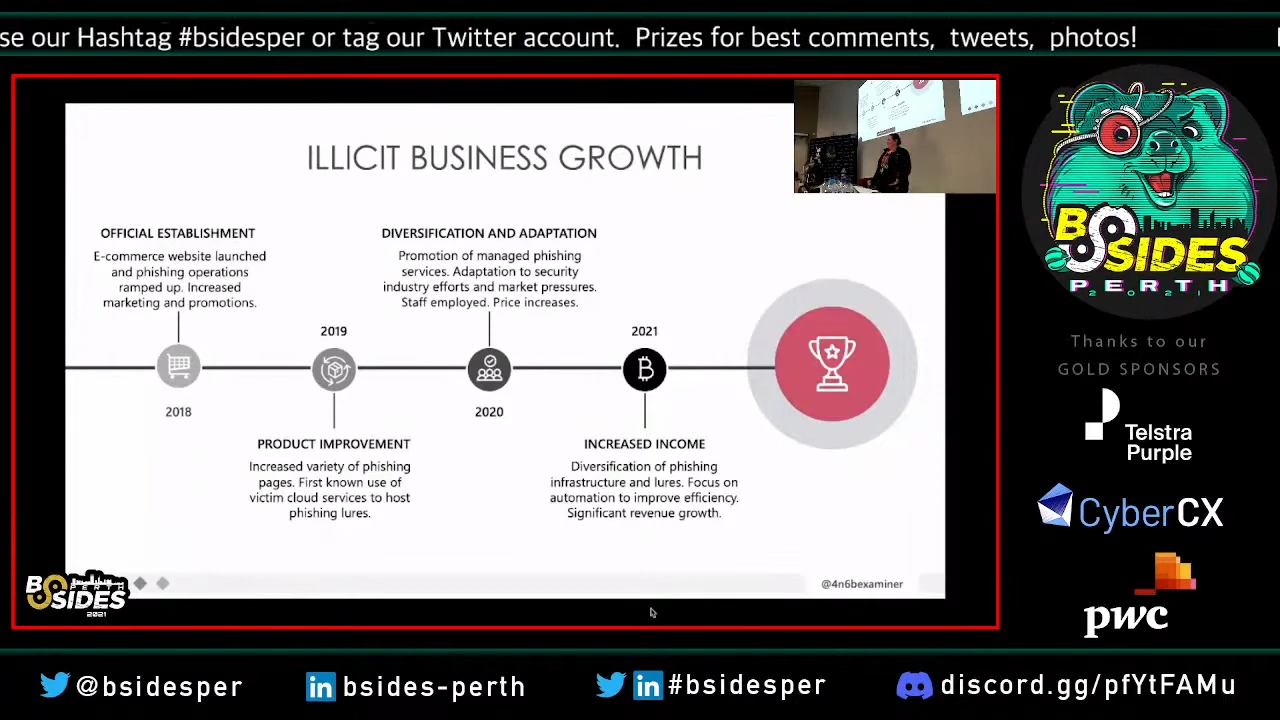 se our Hashtag #bsidesper or tag our Twitter account.  Prizes for best comments,  tweets,  photos!
ILLICIT BUSINESS GROWTH
OFFICIAL ESTABLISHMENT
E-commerce website launched
and phishing operations
ramped up. Increased
marketing and promotions.
2018
2019
PRODUCT IMPROVEMENT
Increased variety of phishing
pages. First known use of
victim cloud services to host
phishing lures.
DIVERSIFICATION AND ADAPTATION
Promotion of managed phishing
services. Adaptation to security
industry efforts and market pressures.
Staff employed. Price increases.
2020
2021
INCREASED INCOME
Diversification of phishing
infrastructure and lures. Focus on
automation to improve efficiency.
Significant revenue growth.
@4n6bexaminer
BSIDES
PERTH
2021
BSIDES
PERTH
2021
Thanks to our
GOLD SPONSORS
Telstra
Purple
CyberCX
pwc
@bsidesper
bsides-perth
#bsidesper
discord.gg/pfYtFAMu